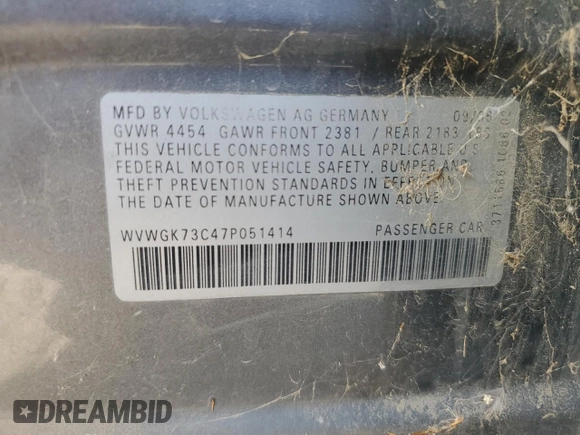 MFD BY VOLKSWAGEN AG GERMANY
GVWR 4454 GAWR FRONT 2381 / REAR 2183
THIS VEHICLE CONFORMS TO ALL APPLICABLE U.S.
FEDERAL MOTOR VEHICLE SAFETY, BUMPER AND
THEFT PREVENTION STANDARDS IN EFFECT ON
THE DATE OF MANUFACTURE SHOWN ABOVE.
WVWGK73C47P051414 PASSENGER CAR
DREAMBID